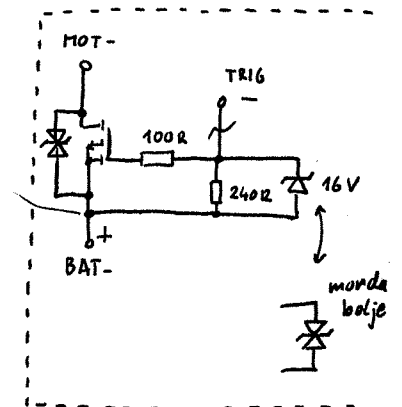 MOT-
TRIG
-
100R
240R
16V
+
BAT-
morda
bolje